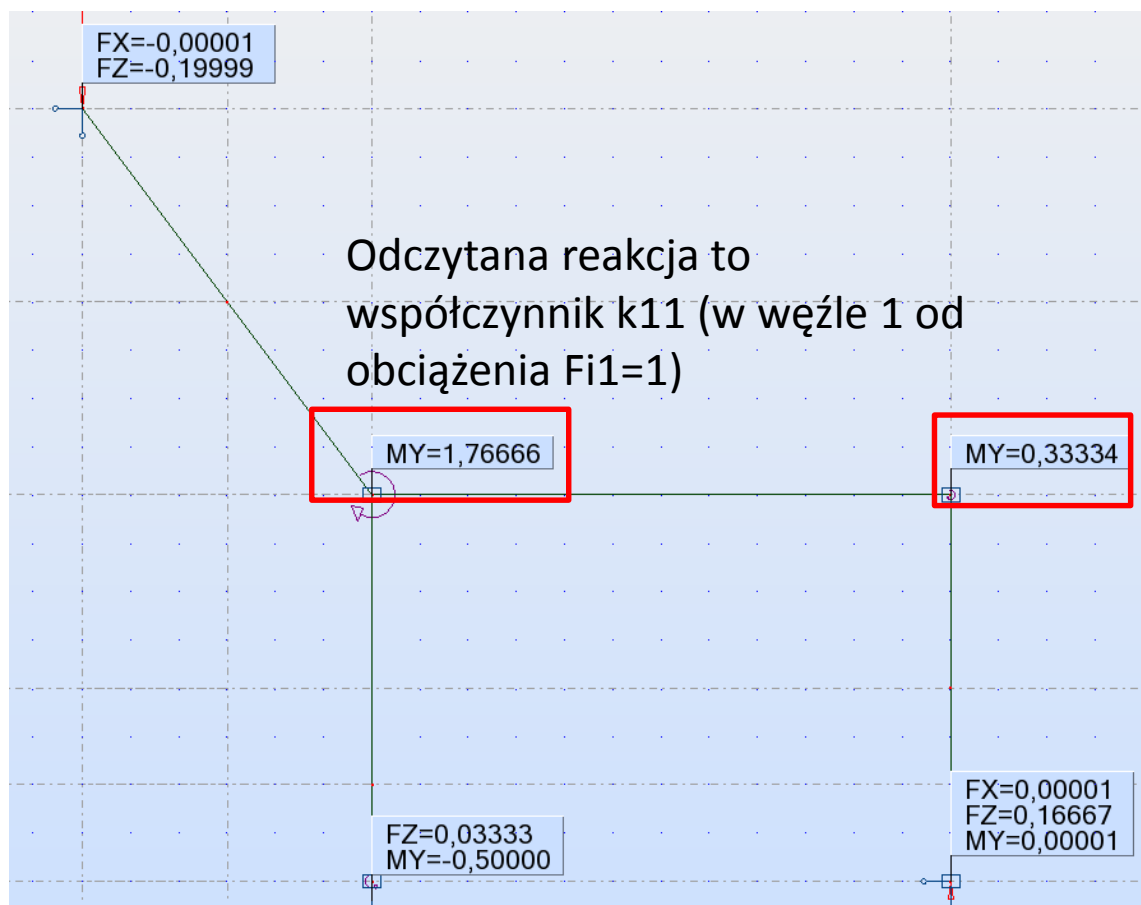 FX=-0,00001
FZ=-0,19999
Odczytana reakcja to
współczynnik k11 (w węźle 1 od
obciążenia Fi1=1)
MY=1,76666
MY=0,33334
FX=0,00001
FZ=0,16667
MY=0,00001
FZ=0,03333
MY=-0,50000